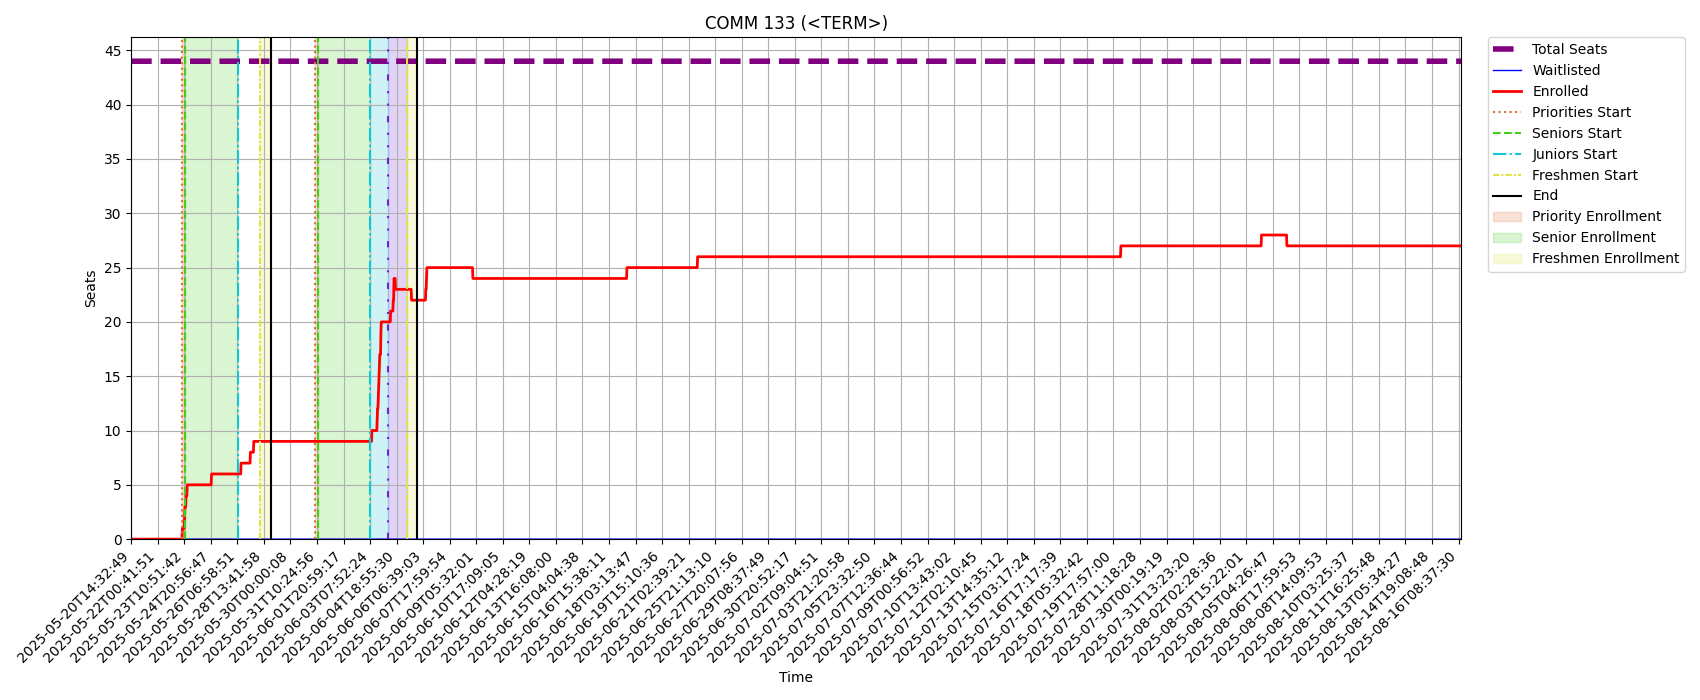 COMM 133 (<TERM>)
Seats
45
40
35
30
25
20
15
10
5
0
2025-05-20T14:32:49
2025-05-22T00:41:51
2025-05-23T10:51:42
2025-05-24T20:56:47
2025-05-26T06:58:51
2025-05-28T13:41:58
2025-05-30T00:00:08
2025-05-31T10:24:56
2025-06-01T20:59:17
2025-06-03T07:52:24
2025-06-04T18:55:30
2025-06-06T06:39:03
2025-06-07T17:59:54
2025-06-09T05:32:01
2025-06-10T17:09:05
2025-06-12T04:28:19
2025-06-13T16:08:00
2025-06-15T04:04:38
2025-06-16T15:38:11
2025-06-18T03:13:47
2025-06-19T15:10:36
2025-06-21T02:39:21
2025-06-25T21:13:10
2025-06-27T20:07:56
2025-06-29T08:37:49
2025-06-30T20:52:17
2025-07-02T09:04:51
2025-07-03T21:20:58
2025-07-05T23:32:50
2025-07-07T12:36:44
2025-07-09T00:56:52
2025-07-10T13:43:02
2025-07-12T02:10:45
2025-07-13T14:35:12
2025-07-15T03:17:24
2025-07-16T17:17:39
2025-07-18T05:32:42
2025-07-19T17:57:00
2025-07-28T11:18:28
2025-07-30T00:19:19
2025-07-31T13:23:20
2025-08-02T02:28:36
2025-08-03T15:22:01
2025-08-05T04:26:47
2025-08-06T17:59:53
2025-08-08T14:09:53
2025-08-10T03:25:37
2025-08-11T16:25:48
2025-08-13T05:34:27
2025-08-14T19:08:48
2025-08-16T08:37:30
Time
Total Seats
Waitlisted
Enrolled
Priorities Start
Seniors Start
Juniors Start
Freshmen Start
End
Priority Enrollment
Senior Enrollment
Freshmen Enrollment